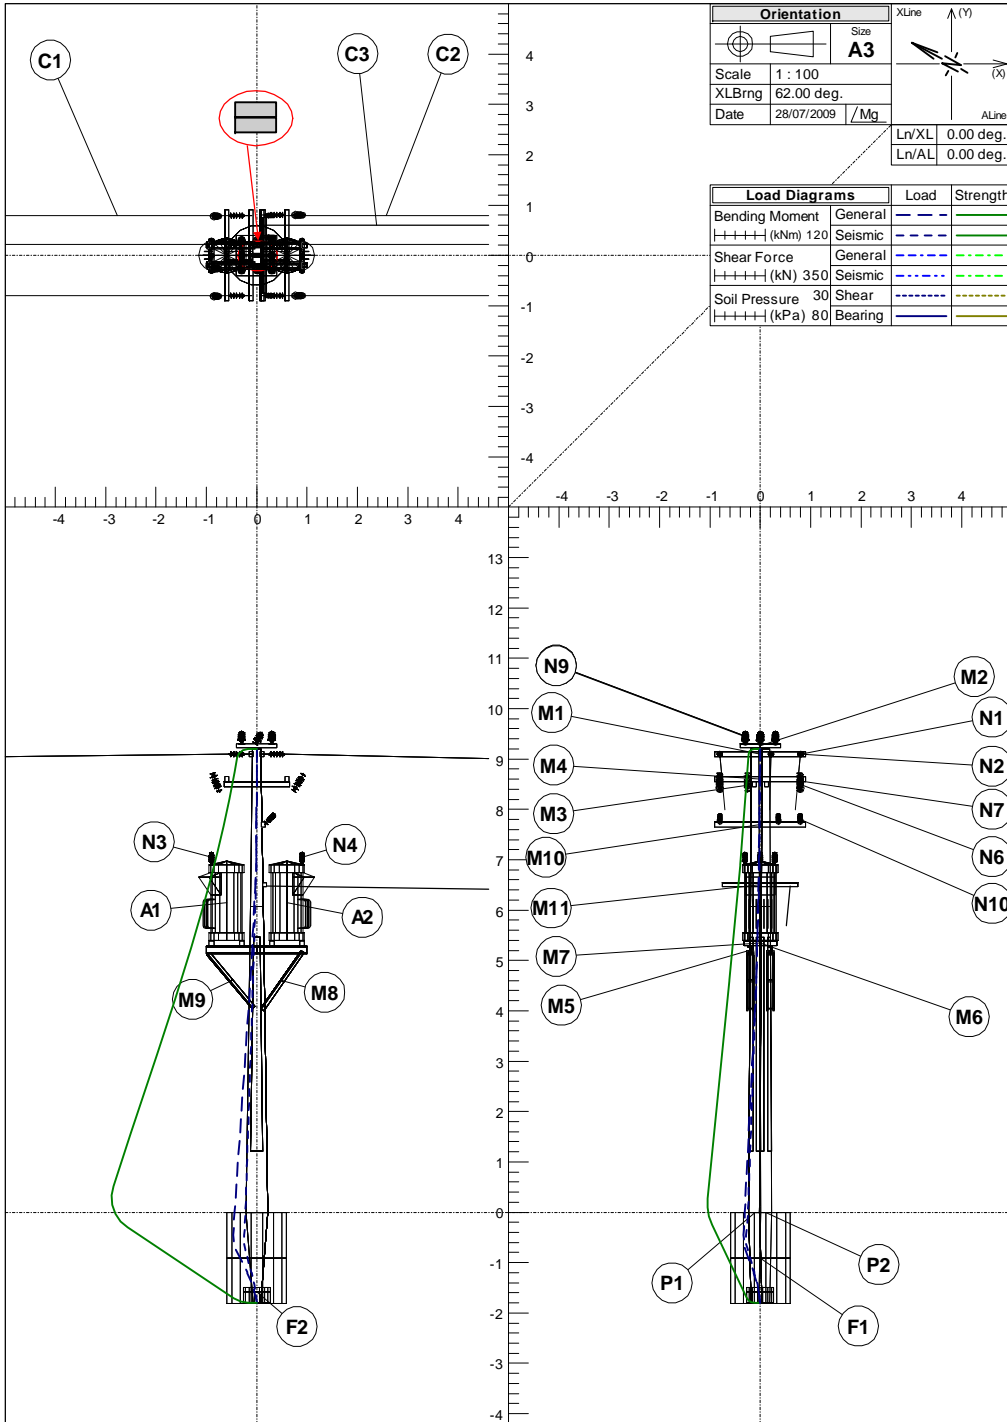 C1
C3
C2
Orientation
Size
A3
Scale 1 : 100
XLBrng 62.00 deg.
Date 28/07/2009 /Mg
XLine
(Y)
(X)
ALine
Ln/XL 0.00 deg.
Ln/AL 0.00 deg.
Load Diagrams Load Strength
Bending Moment General
(kNm) 120 Seismic
Shear Force General
(kN) 350 Seismic
Soil Pressure 30 Shear
(kPa) 80 Bearing
4
3
2
1
0
-1
-2
-3
-4
-4 -3 -2 -1 0 1 2 3 4
-4 -3 -2 -1 0 1 2 3 4
13
12
11
10
9
8
7
6
5
4
3
2
1
0
-1
-2
-3
-4
N3
N4
A1
A2
M9
M8
F2
N9
M2
M1
N1
M4
N2
M3
N7
M10
N6
M11
N10
M7
M5
M6
P1
P2
F1